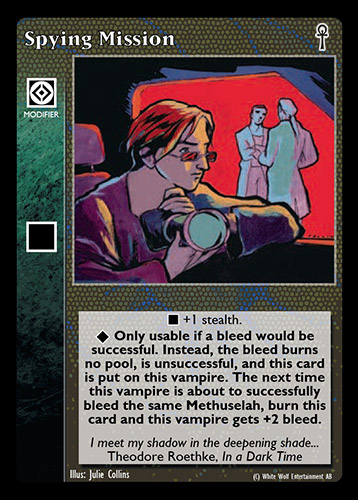 Spying Mission
MODIFIER
+1 stealth.
Only usable if a bleed would be
successful. Instead, the bleed burns
no pool, is unsuccessful, and this card
is put on this vampire. The next time
this vampire is about to successfully
bleed the same Methuselah, burn this
card and this vampire gets +2 bleed.
I meet my shadow in the deepening shade...
Theodore Roethke, In a Dark Time
Illus: Julie Collins
(C) White Wolf Entertainment AB